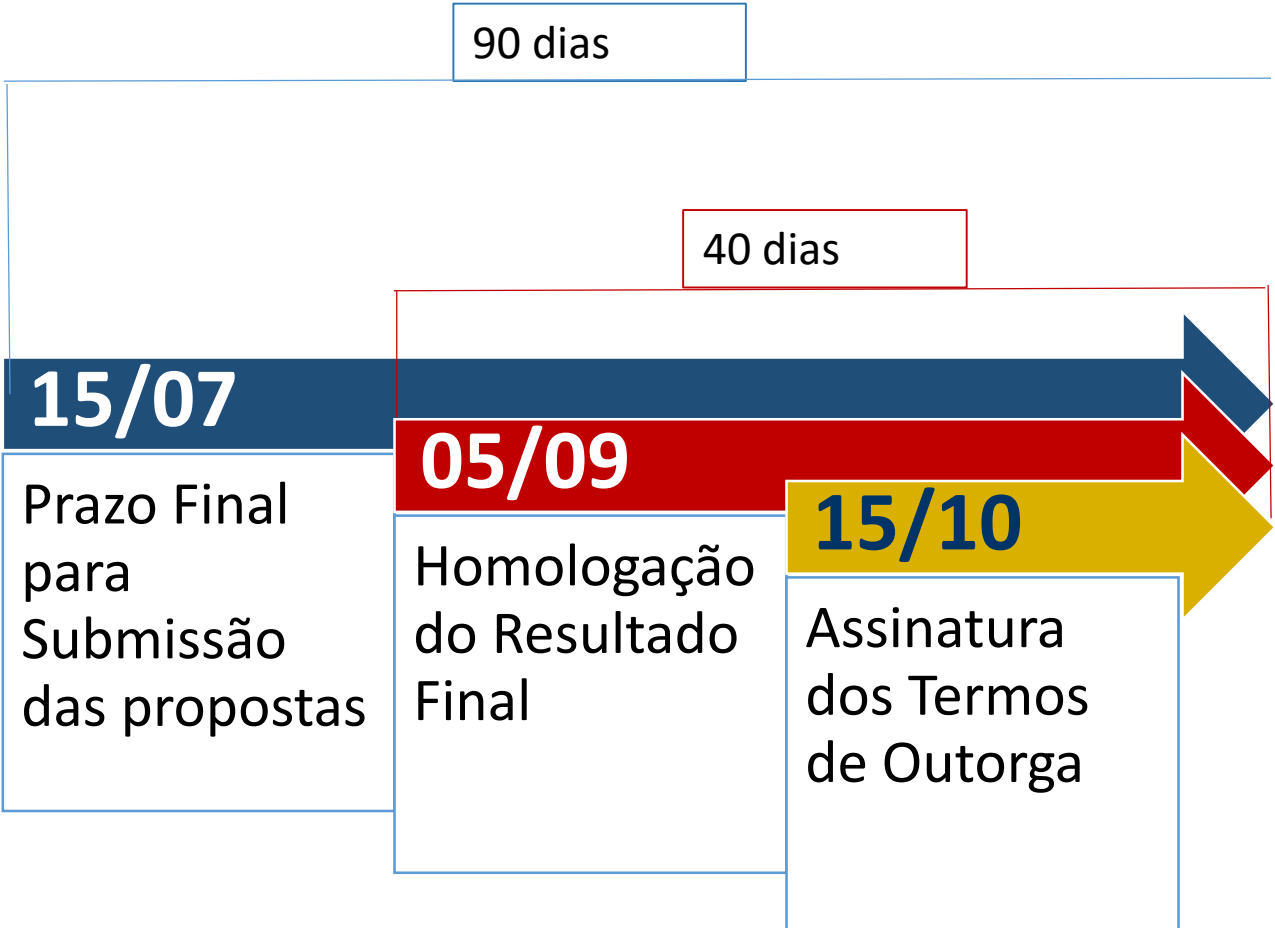 90 dias
40 dias
15/07
Prazo Final
para
Submissão
das propostas
05/09
Homologação
do Resultado
Final
15/10
Assinatura
dos Termos
de Outorga